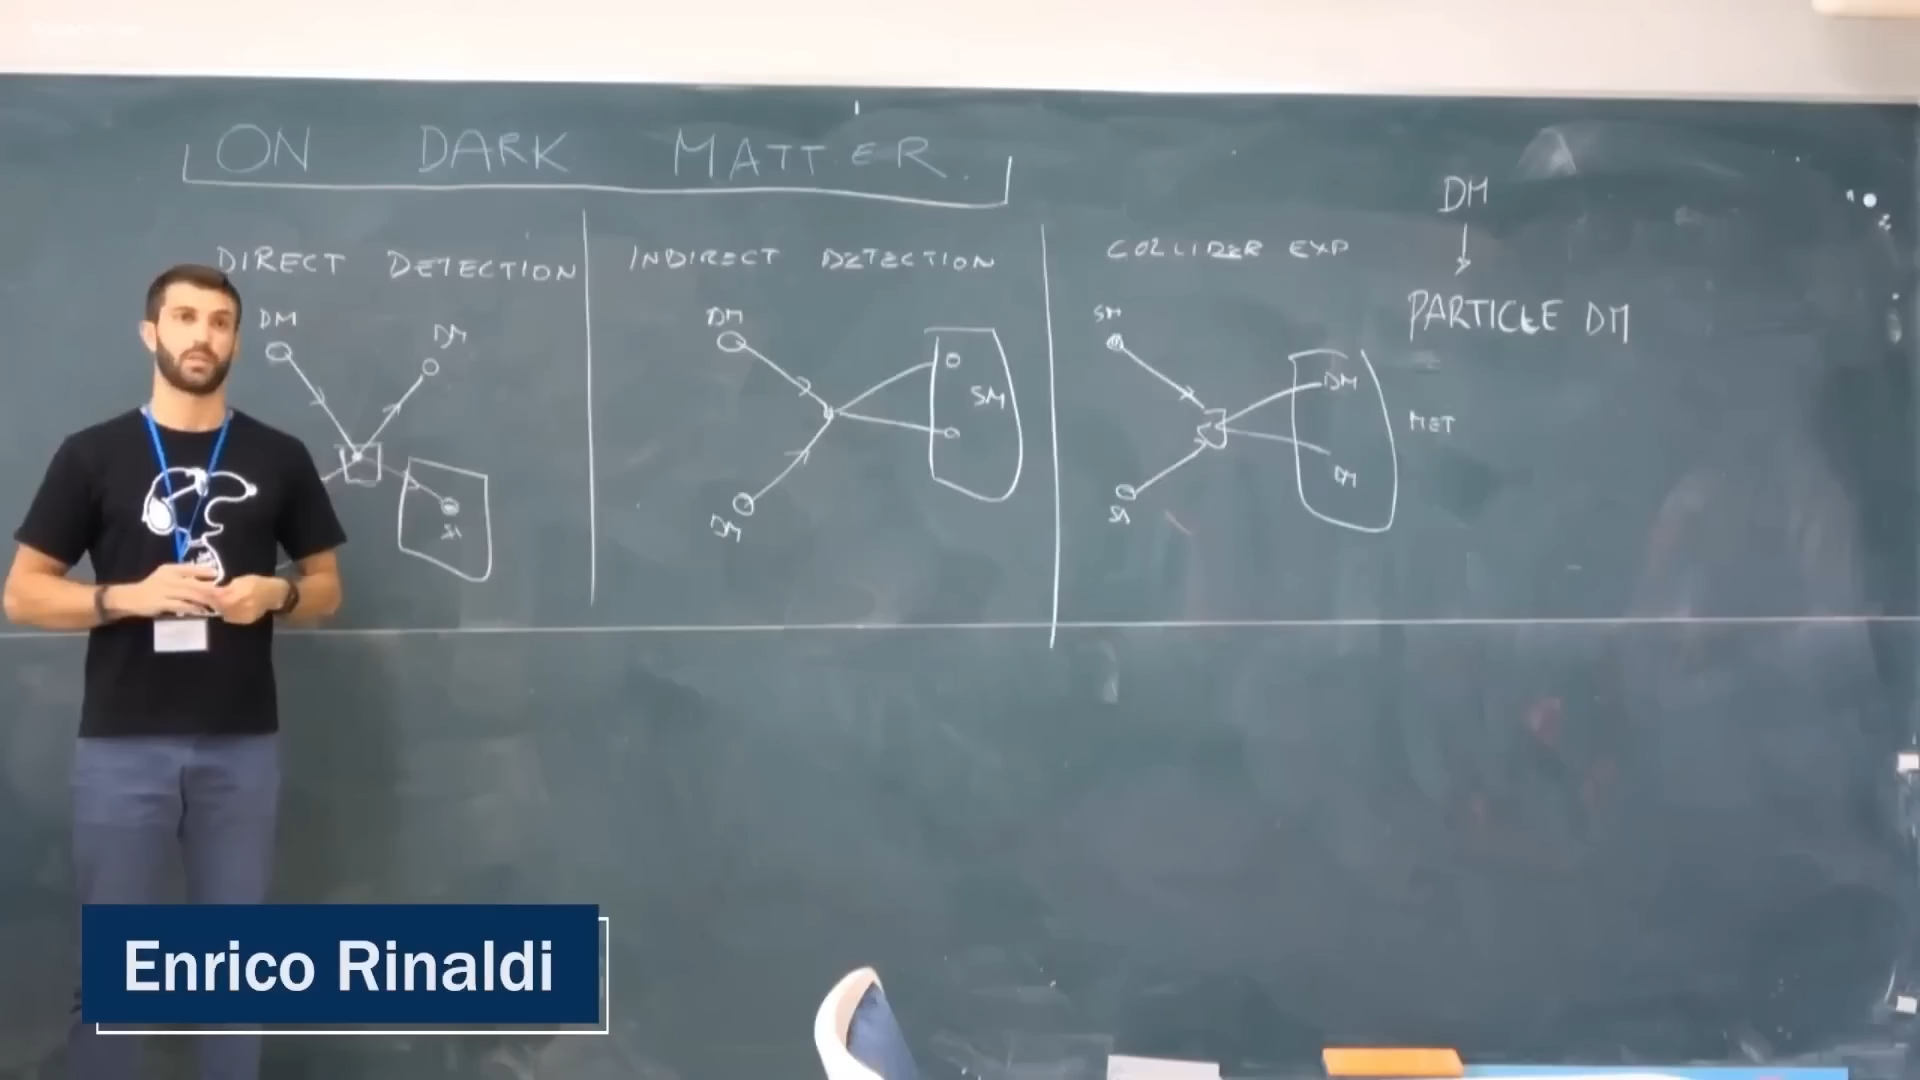 ON DARK MATTER.
DM
PARTICLE DM
DIRECT DETECTION
DM
DM
INDIRECT DETECTION
DM
SM
DM
COLLIDER EXP
SM
DM
MET
DM
Enrico Rinaldi